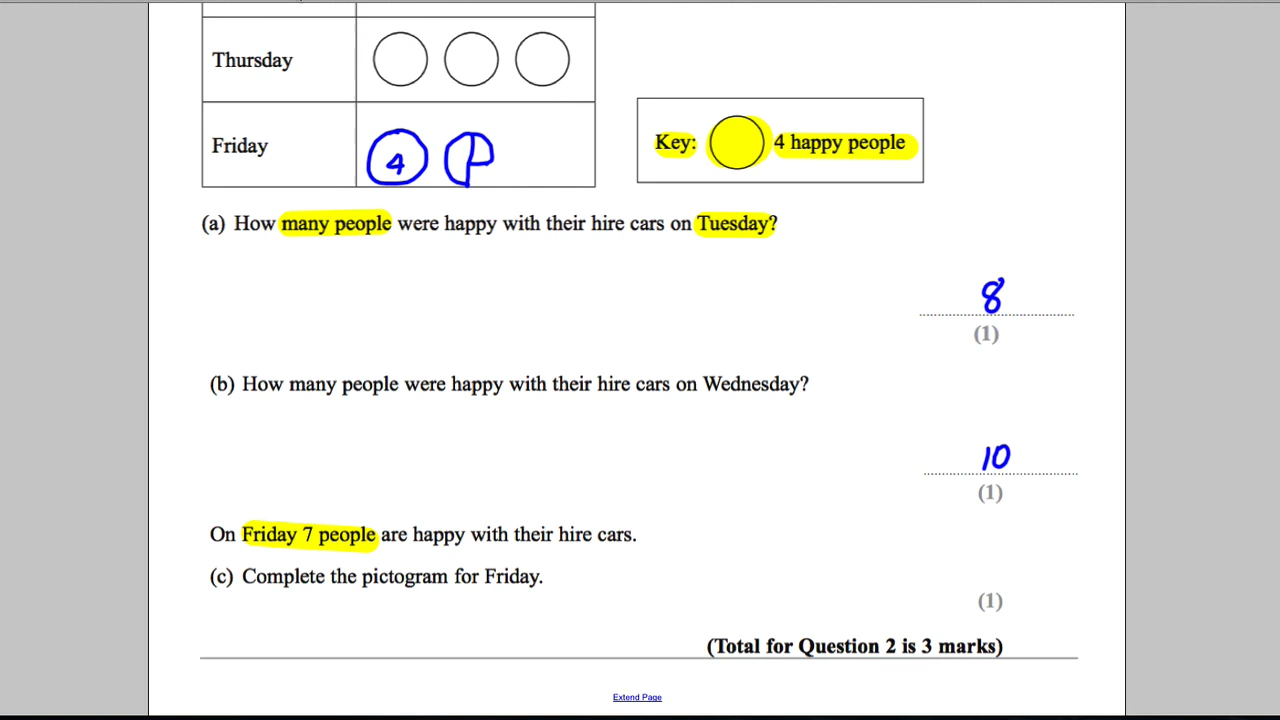 Thursday
Friday
4
Key: 4 happy people
(a) How many people were happy with their hire cars on Tuesday?
8
(1)
(b) How many people were happy with their hire cars on Wednesday?
10
(1)
On Friday 7 people are happy with their hire cars.
(c) Complete the pictogram for Friday.
(1)
(Total for Question 2 is 3 marks)
Extend Page